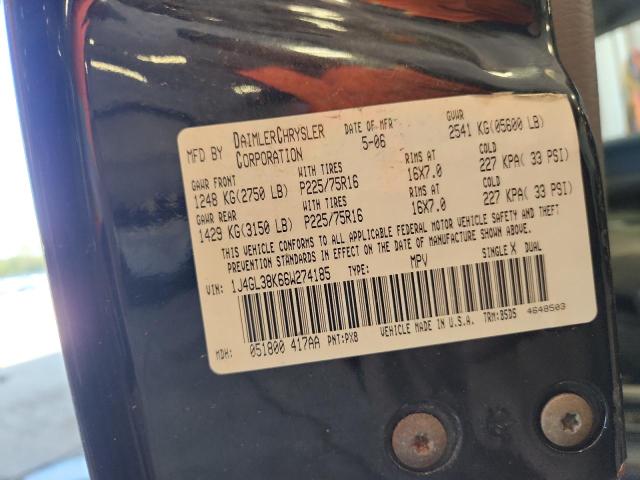 MFD BY DAIMLERCHRYSLER CORPORATION DATE OF MFR 5-06 GVWR 2541 KG(05600 LB)
GAWR FRONT WITH TIRES RIMS AT COLD
1248 KG(2750 LB) P225/75R16 16X7.0 227 KPA( 33 PSI)
GAWR REAR WITH TIRES RIMS AT COLD
1429 KG(3150 LB) P225/75R16 16X7.0 227 KPA( 33 PSI)
THIS VEHICLE CONFORMS TO ALL APPLICABLE FEDERAL MOTOR VEHICLE SAFETY AND THEFT
PREVENTION STANDARDS IN EFFECT ON THE DATE OF MANUFACTURE SHOWN ABOVE.
VIN: 1J4GL38K66W274185 TYPE: MPV SINGLE X DUAL
MDH: 051800 417AA PNT:PX8 VEHICLE MADE IN U.S.A. TRM:BSDS 4648503